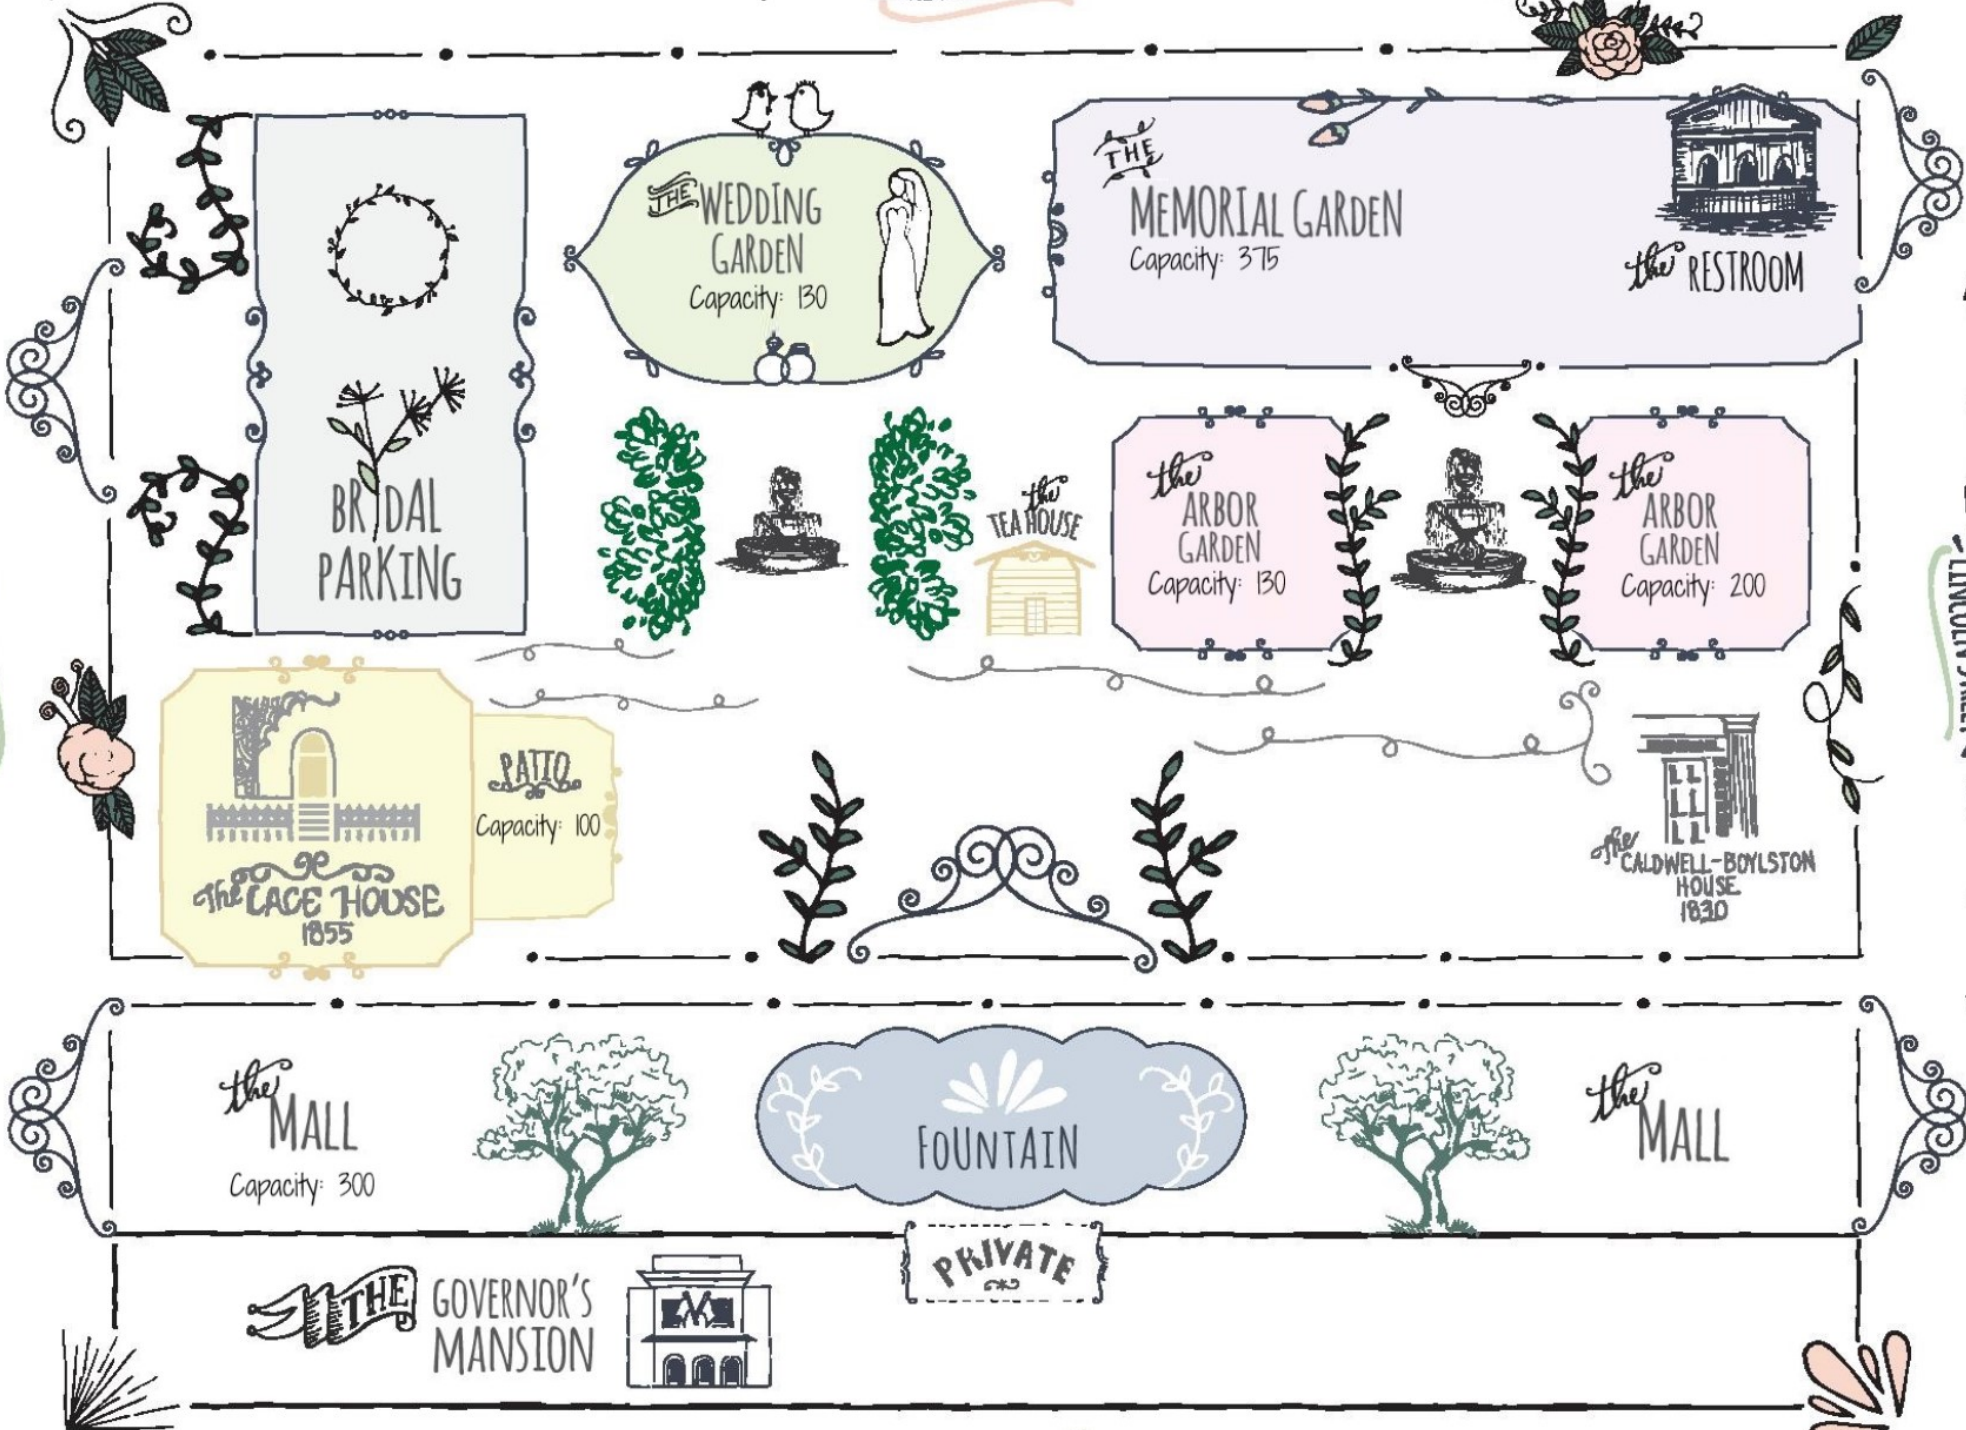 THE
WEDDING
GARDEN
Capacity: 130
THE
MEMORIAL GARDEN
Capacity: 375
the RESTROOM
BRIDAL
PARKING
the
TEA HOUSE
the
ARBOR
GARDEN
Capacity: 130
the
ARBOR
GARDEN
Capacity: 200
PATIO
Capacity: 100
The LACE HOUSE
1855
The
CALDWELL-BOYLSTON
HOUSE
1830
the
MALL
Capacity: 300
FOUNTAIN
the
MALL
PRIVATE
THE
GOVERNOR'S
MANSION